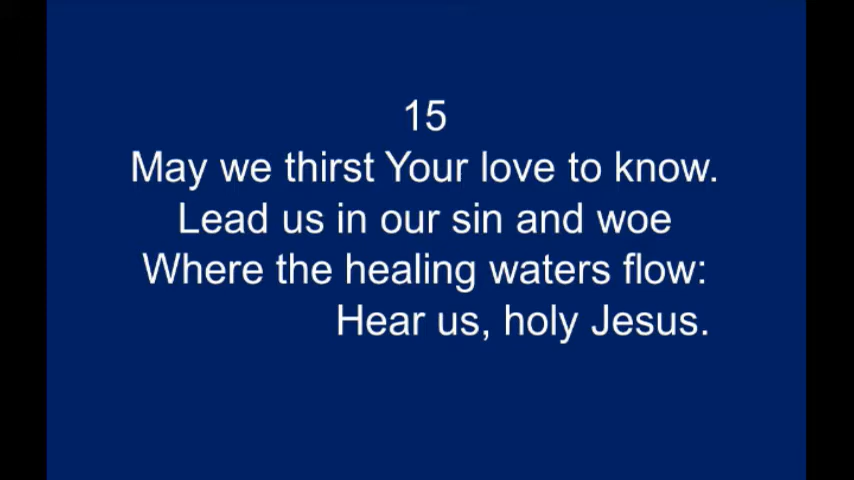 15
May we thirst Your love to know.
Lead us in our sin and woe
Where the healing waters flow:
Hear us, holy Jesus.